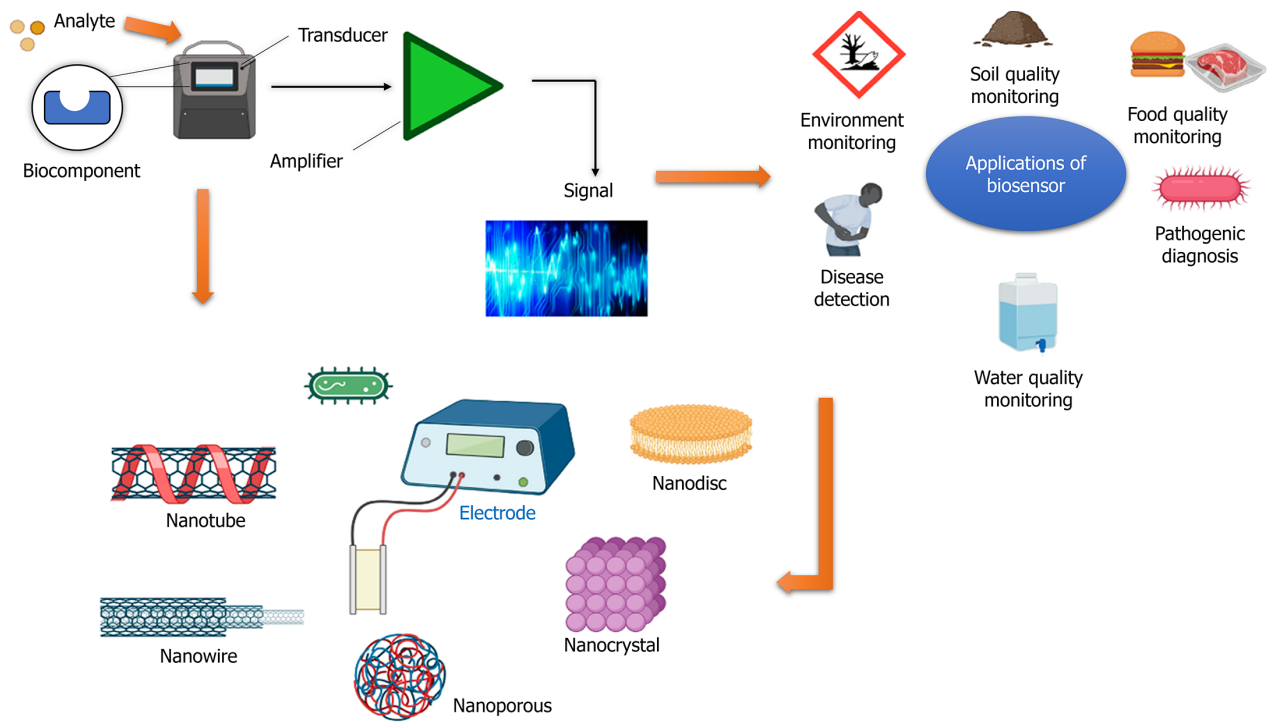 Analyte
Transducer
Biocomponent
Amplifier
Signal
Environment
monitoring
Soil quality
monitoring
Food quality
monitoring
Applications of
biosensor
Pathogenic
diagnosis
Disease
detection
Water quality
monitoring
Nanotube
Electrode
Nanodisc
Nanowire
Nanocrystal
Nanoporous